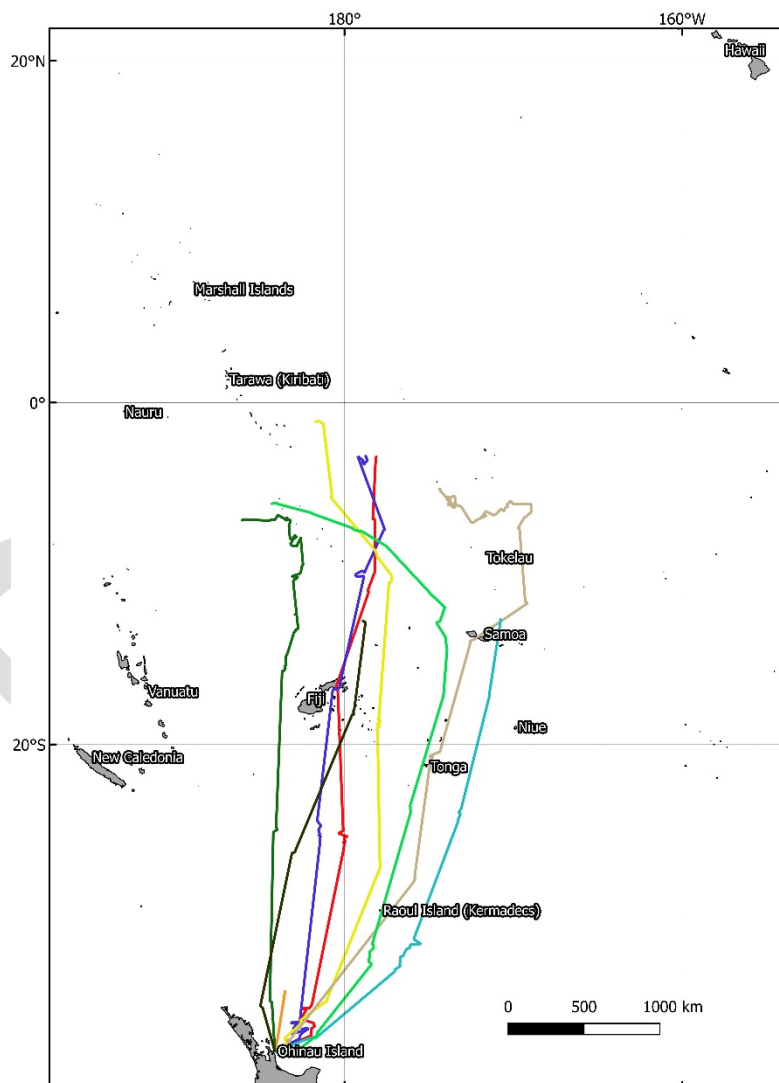 180°
160°W
Hawaii
20°N
Marshall Islands
Tarawa (Kiribati)
0°
Nauru
Tokelau
Samoa
Vanuatu
Fiji
Niue
20°S
New Caledonia
Tonga
Raoul Island (Kermadecs)
0 500 1000 km
Ohinau Island